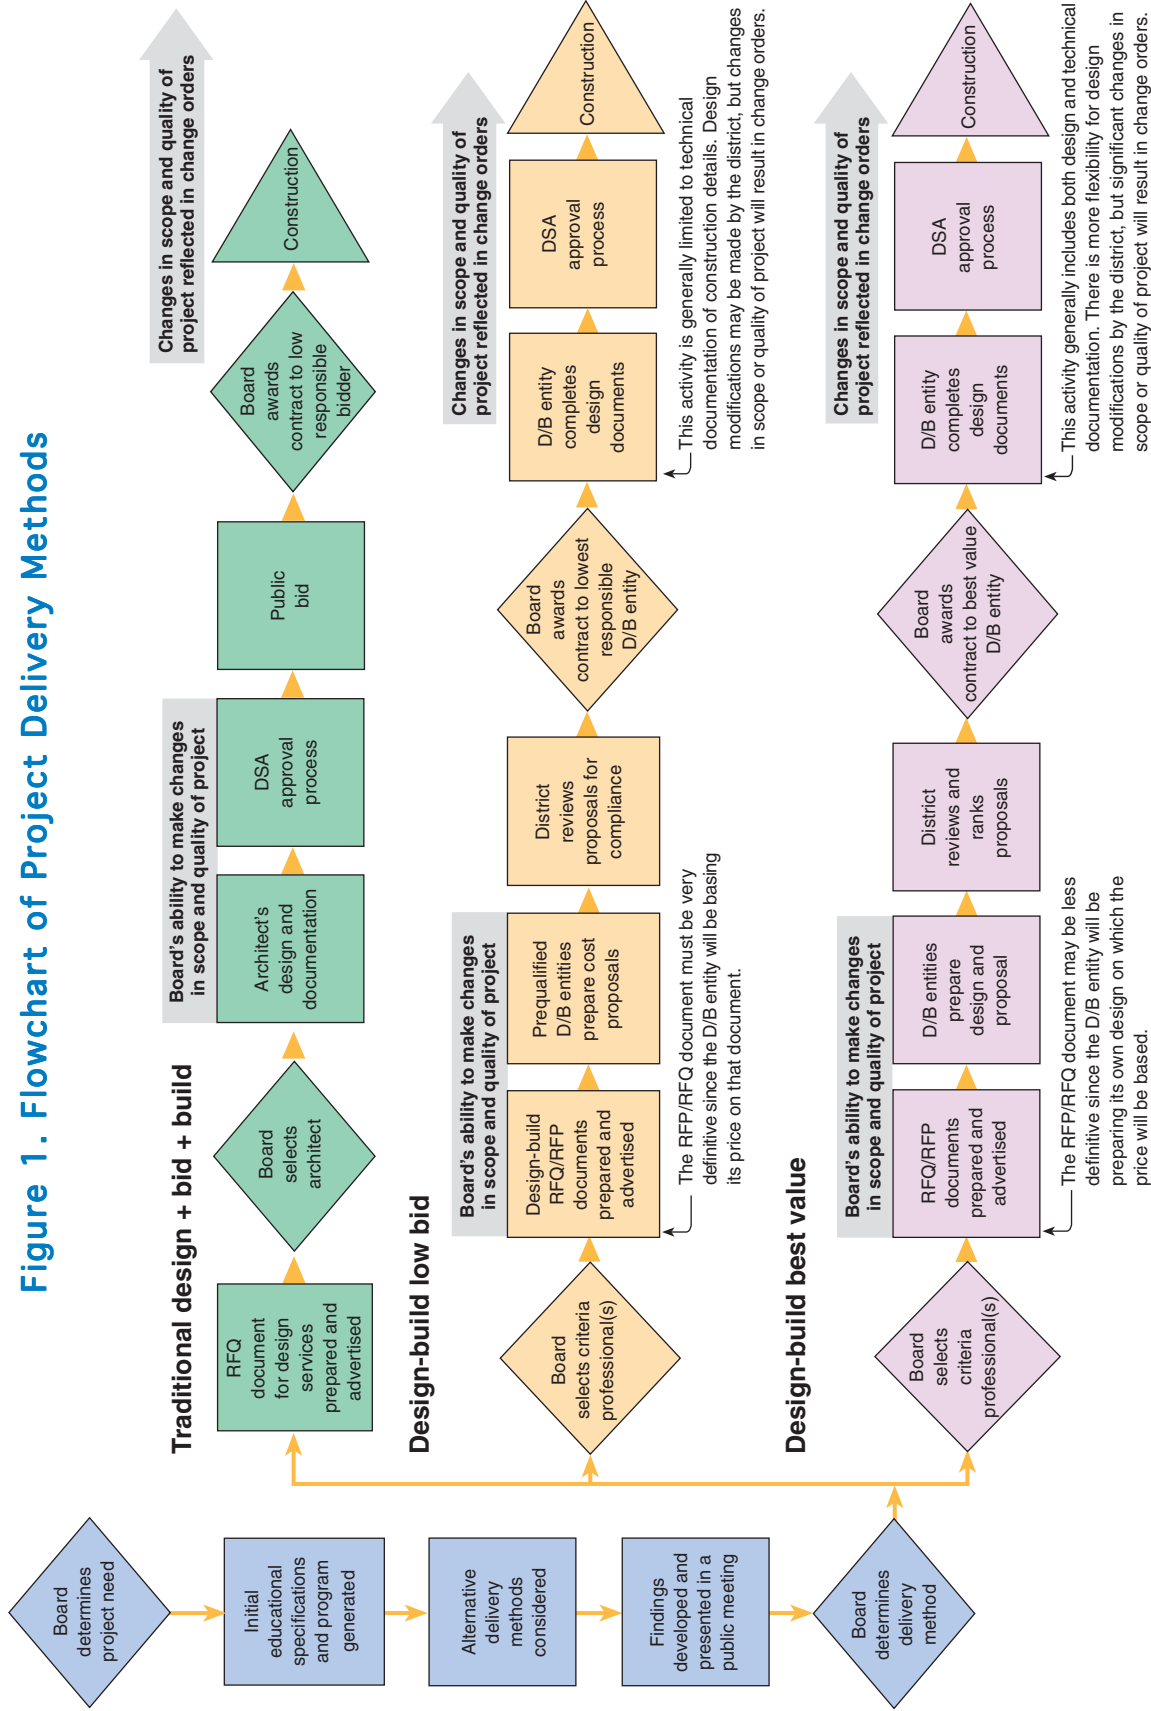 Figure 1. Flowchart of Project Delivery Methods
Board
determines
project need
Initial
educational
specifications
and program
generated
Alternative
delivery
methods
considered
Findings
developed and
presented in a
public meeting
Board
determines
delivery
method
Traditional design + bid + build
RFQ
document
for design
services
prepared and
advertised
Board
selects
architect
Board's ability to make changes
in scope and quality of project
Architect's
design and
documentation
DSA
approval
process
Public
bid
Board
awards
contract to low
responsible
bidder
Changes in scope and quality of
project reflected in change orders
Construction
Design-build low bid
Board
selects criteria
professional(s)
Board's ability to make changes
in scope and quality of project
Design-build
RFQ/RFP
documents
prepared and
advertised
The RFP/RFQ document must be very
definitive since the D/B entity will be basing
its price on that document.
Prequalified
D/B entities
prepare cost
proposals
District
reviews
proposals for
compliance
Board
awards
contract to lowest
responsible
D/B entity
Changes in scope and quality of
project reflected in change orders
D/B entity
completes
design
documents
This activity is generally limited to technical
documentation of construction details. Design
modifications may be made by the district, but changes
in scope or quality of project will result in change orders.
DSA
approval
process
Construction
Design-build best value
Board
selects
criteria
professional(s)
Board's ability to make changes
in scope and quality of project
RFQ/RFP
documents
prepared and
advertised
The RFP/RFQ document may be less
definitive since the D/B entity will be
preparing its own design on which the
price will be based.
D/B entities
prepare
design and
proposal
District
reviews and
ranks
proposals
Board
awards
contract to best value
D/B entity
Changes in scope and quality of
project reflected in change orders
D/B entity
completes
design
documents
This activity generally includes both design and technical
documentation. There is more flexibility for design
modifications by the district, but significant changes in
scope or quality of project will result in change orders.
DSA
approval
process
Construction